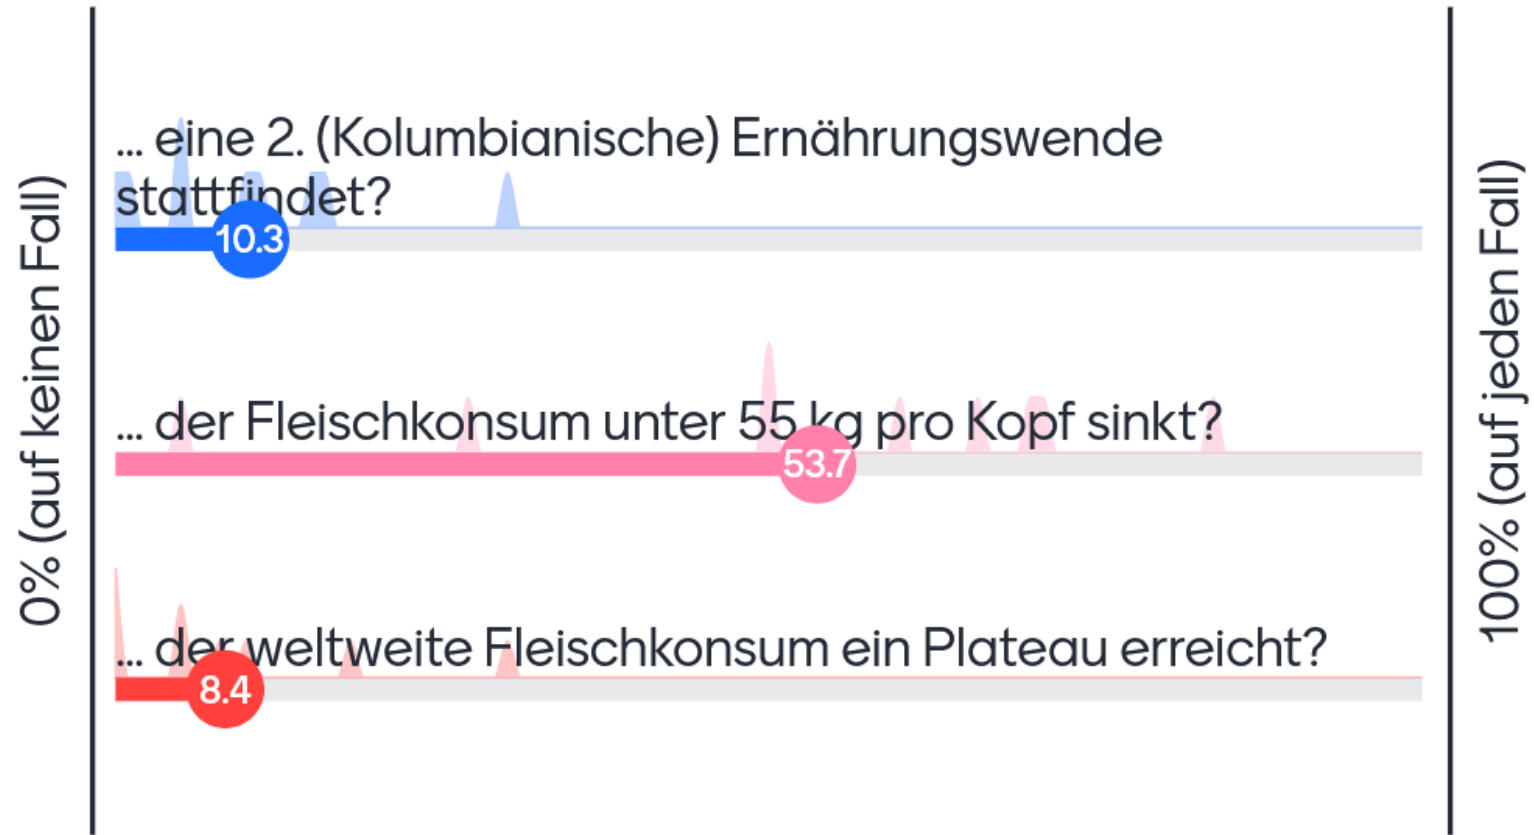 0% (auf keinen Fall)
... eine 2. (Kolumbianische) Ernährungswende
stattfindet?
10.3
... der Fleischkonsum unter 55 kg pro Kopf sinkt?
53.7
... der weltweite Fleischkonsum ein Plateau erreicht?
8.4
100% (auf jeden Fall)